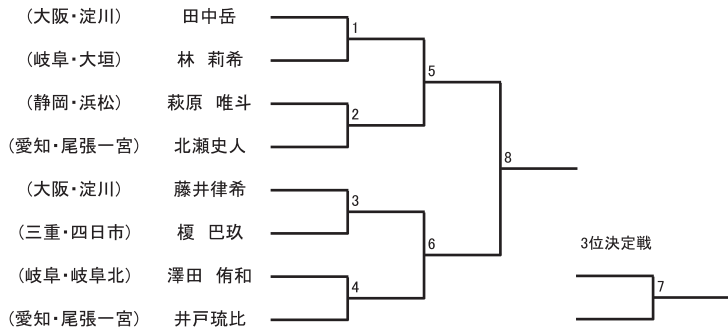 (大阪・淀川) 田中岳
1
(岐阜・大垣) 林 莉希
5
(静岡・浜松) 萩原 唯斗
2
(愛知・尾張一宮) 北瀬史人
8
(大阪・淀川) 藤井律希
3
(三重・四日市) 榎 巴玖
6
3位決定戦
(岐阜・岐阜北) 澤田 侑和
4
7
(愛知・尾張一宮) 井戸琉比